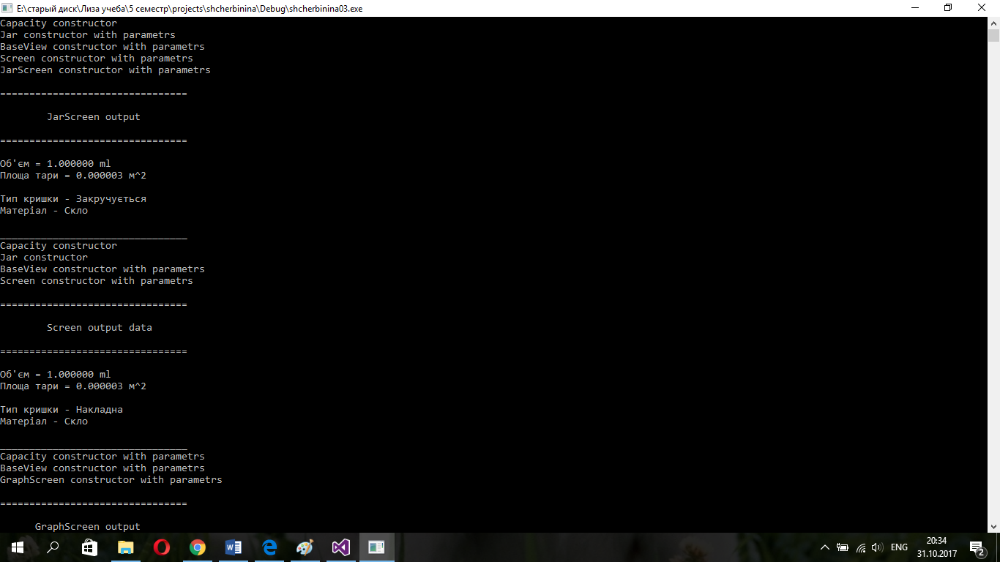 E:\старый диск\Лиза учеба\5 семестр\projects\shcherbinina\Debug\shcherbinina03.exe
Capacity constructor
Jar constructor with parametrs
BaseView constructor with parametrs
Screen constructor with parametrs
JarScreen constructor with parametrs
================================
JarScreen output
================================
Об'єм = 1.000000 ml
Площа тари = 0.000003 м^2
Тип кришки - Закручується
Матеріал - Скло
________________________________
Capacity constructor
Jar constructor
BaseView constructor with parametrs
Screen constructor with parametrs
================================
Screen output data
================================
Об'єм = 1.000000 ml
Площа тари = 0.000003 м^2
Тип кришки - Накладна
Матеріал - Скло
________________________________
Capacity constructor with parametrs
BaseView constructor with parametrs
GraphScreen constructor with parametrs
================================
GraphScreen output
ENG
20:34
31.10.2017
2